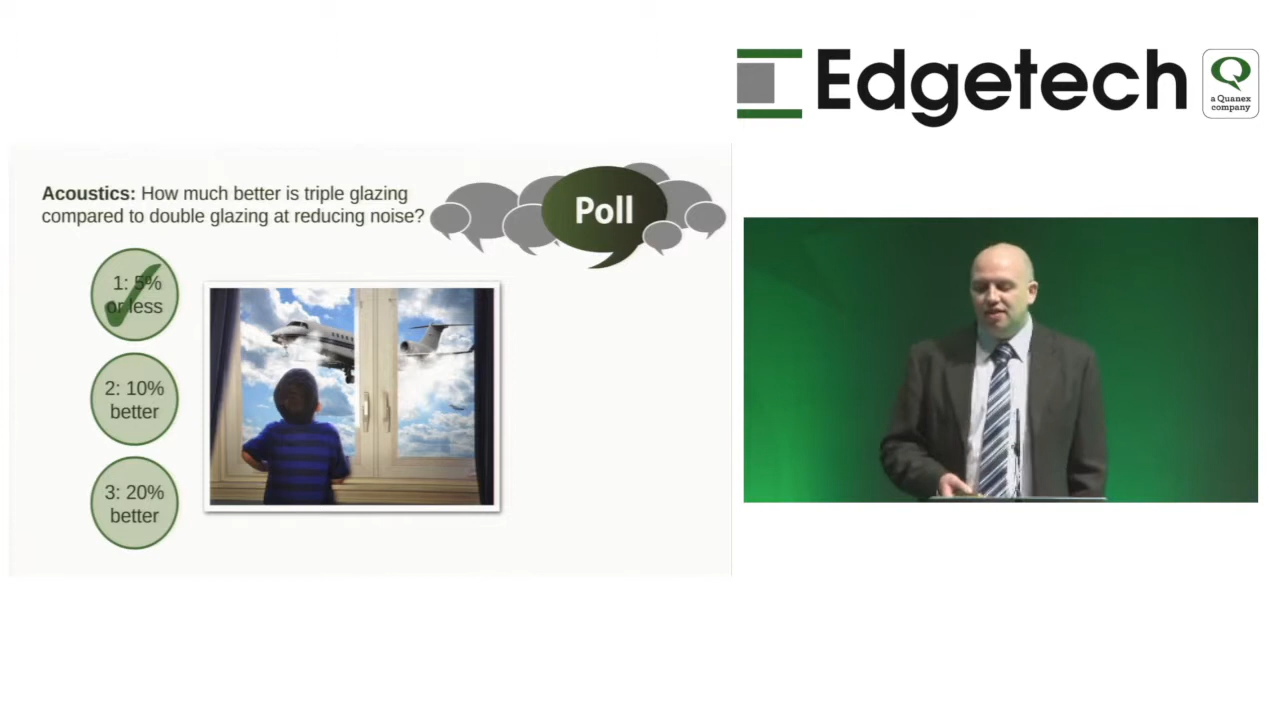 Edgetech
a Quanex
company
Acoustics: How much better is triple glazing
compared to double glazing at reducing noise?
Poll
1: 5%
or less
2: 10%
better
3: 20%
better